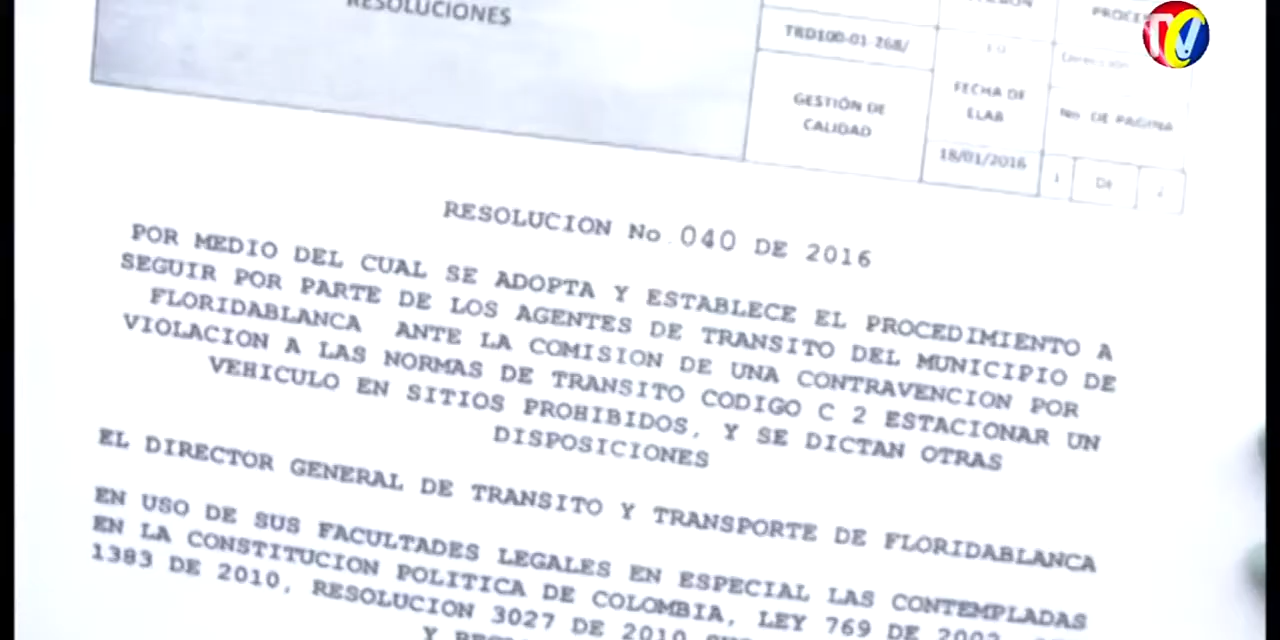 RESOLUCIONES
TRD100-01 268/
GESTIÓN DE
CALIDAD
FECHA DE
ELAB
No. DE PAGINA
18/01/2016
1
DE
TVC
RESOLUCION No 040 DE 2016
POR MEDIO DEL CUAL SE ADOPTA Y ESTABLECE EL PROCEDIMIENTO A
SEGUIR POR PARTE DE LOS AGENTES DE TRANSITO DEL MUNICIPIO DE
FLORIDABLANCA ANTE LA COMISION DE UNA CONTRAVENCION POR
VIOLACION A LAS NORMAS DE TRANSITO CODIGO C 2 ESTACIONAR UN
VEHICULO EN SITIOS PROHIBIDOS, Y SE DICTAN OTRAS
DISPOSICIONES
EL DIRECTOR GENERAL DE TRANSITO Y TRANSPORTE DE FLORIDABLANCA
EN USO DE SUS FACULTADES LEGALES EN ESPECIAL LAS CONTEMPLADAS
EN LA CONSTITUCION POLITICA DE COLOMBIA, LEY 769 DE 2002,
1383 DE 2010, RESOLUCION 3027 DE 2010
Y